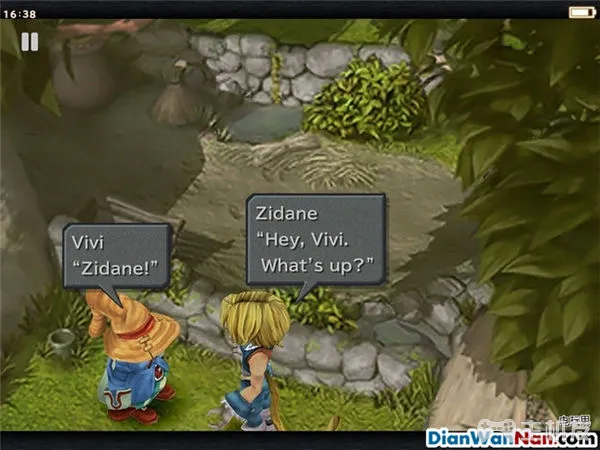 16:38
Vivi
“Zidane!”
Zidane
“Hey, Vivi.
What's up?”
DianWanNan.com